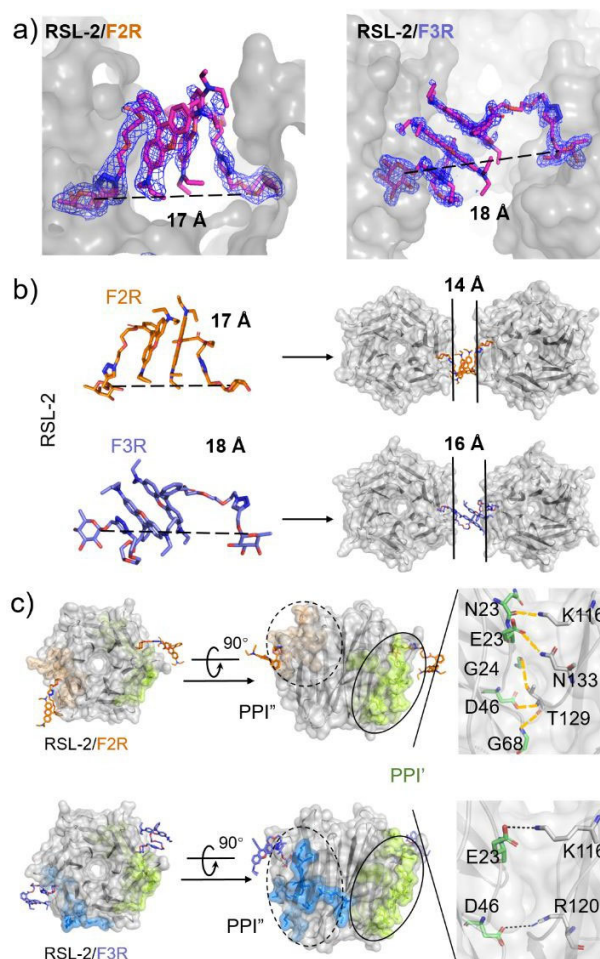 a)
RSL-2/F2R
RSL-2/F3R
17 Å
18 Å
b)
RSL-2
F2R
17 Å
14 Å
F3R
18 Å
16 Å
c)
90°
PPI"
RSL-2/F2R
N23
E23
G24
D46
G68
K116
N133
T129
PPI'
90°
PPI"
RSL-2/F3R
E23
D46
K116
R120